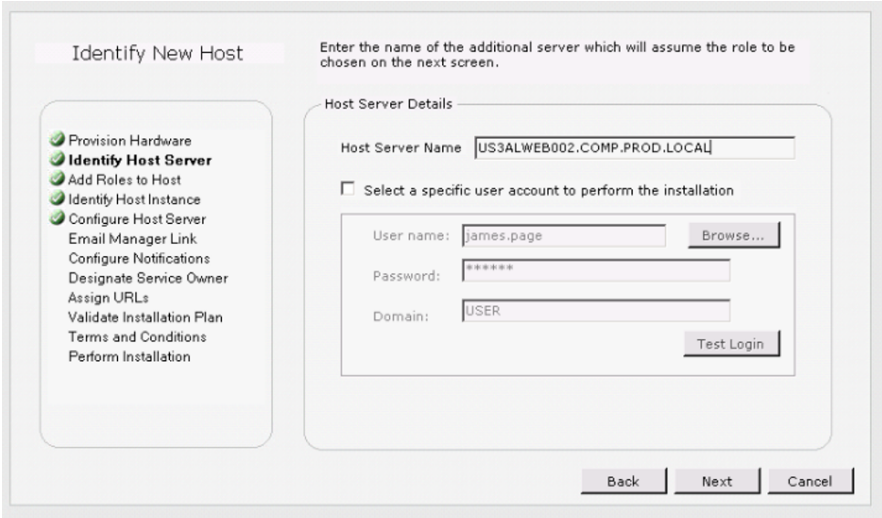 Identify New Host
Enter the name of the additional server which will assume the role to be
chosen on the next screen.
Provision Hardware
Identify Host Server
Add Roles to Host
Identify Host Instance
Configure Host Server
Email Manager Link
Configure Notifications
Designate Service Owner
Assign URLs
Validate Installation Plan
Terms and Conditions
Perform Installation
Host Server Details
Host Server Name US3ALWEB002.COMP.PROD.LOCAL
Select a specific user account to perform the installation
User name: james.page Browse...
Password: ******
Domain: USER
Test Login
Back Next Cancel